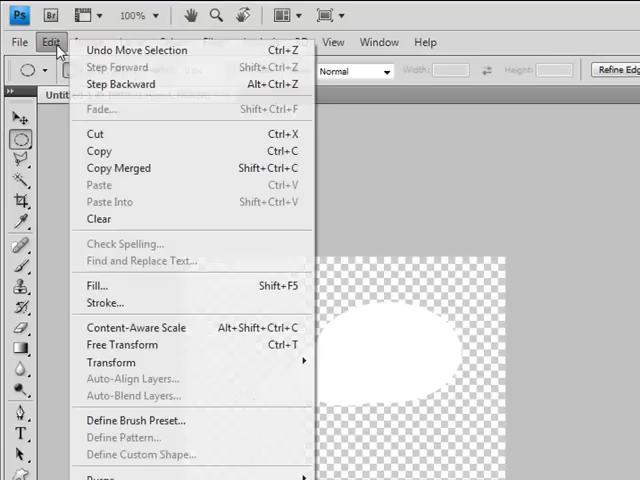 Ps Br 100%
File Edit View Window Help
Normal Width: Height: Refine Edg
Untitl
Undo Move Selection Ctrl+Z
Step Forward Shift+Ctrl+Z
Step Backward Alt+Ctrl+Z
Fade... Shift+Ctrl+F
Cut Ctrl+X
Copy Ctrl+C
Copy Merged Shift+Ctrl+C
Paste Ctrl+V
Paste Into Shift+Ctrl+V
Clear
Check Spelling...
Find and Replace Text...
Fill... Shift+F5
Stroke...
Content-Aware Scale Alt+Shift+Ctrl+C
Free Transform Ctrl+T
Transform
Auto-Align Layers...
Auto-Blend Layers...
Define Brush Preset...
Define Pattern...
Define Custom Shape...
Purge